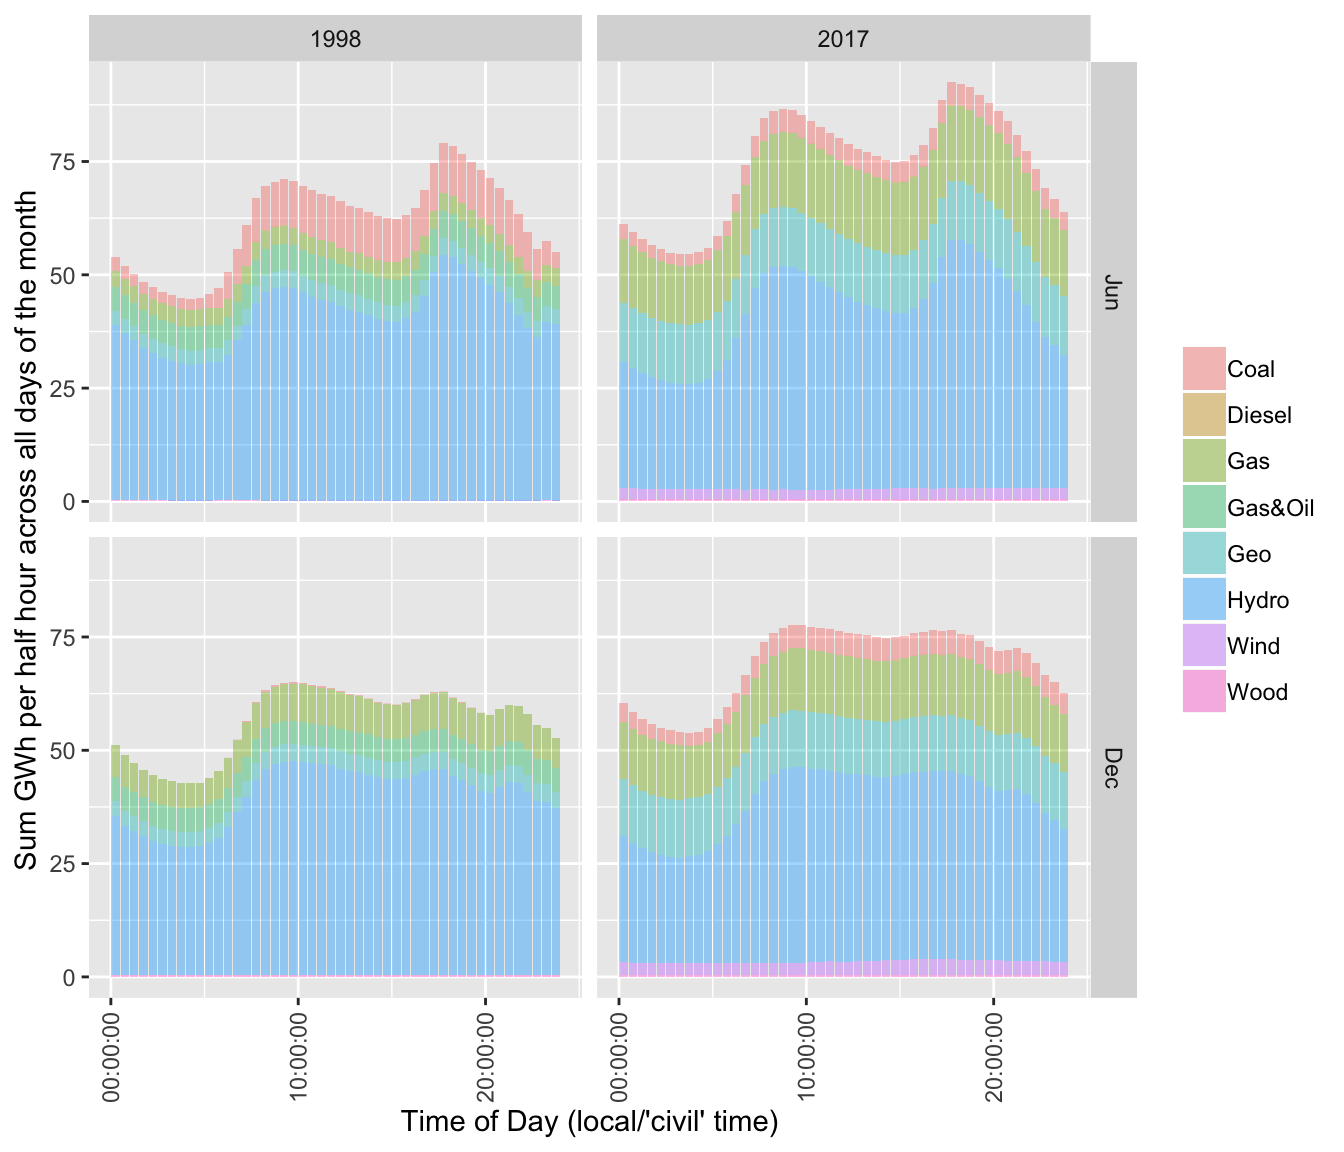 1998
2017
Sum GWh per half hour across all days of the month
75
50
25
0
Jun
75
50
25
0
Dec
00:00:00
10:00:00
20:00:00
00:00:00
10:00:00
20:00:00
Time of Day (local/'civil' time)
Coal
Diesel
Gas
Gas&Oil
Geo
Hydro
Wind
Wood